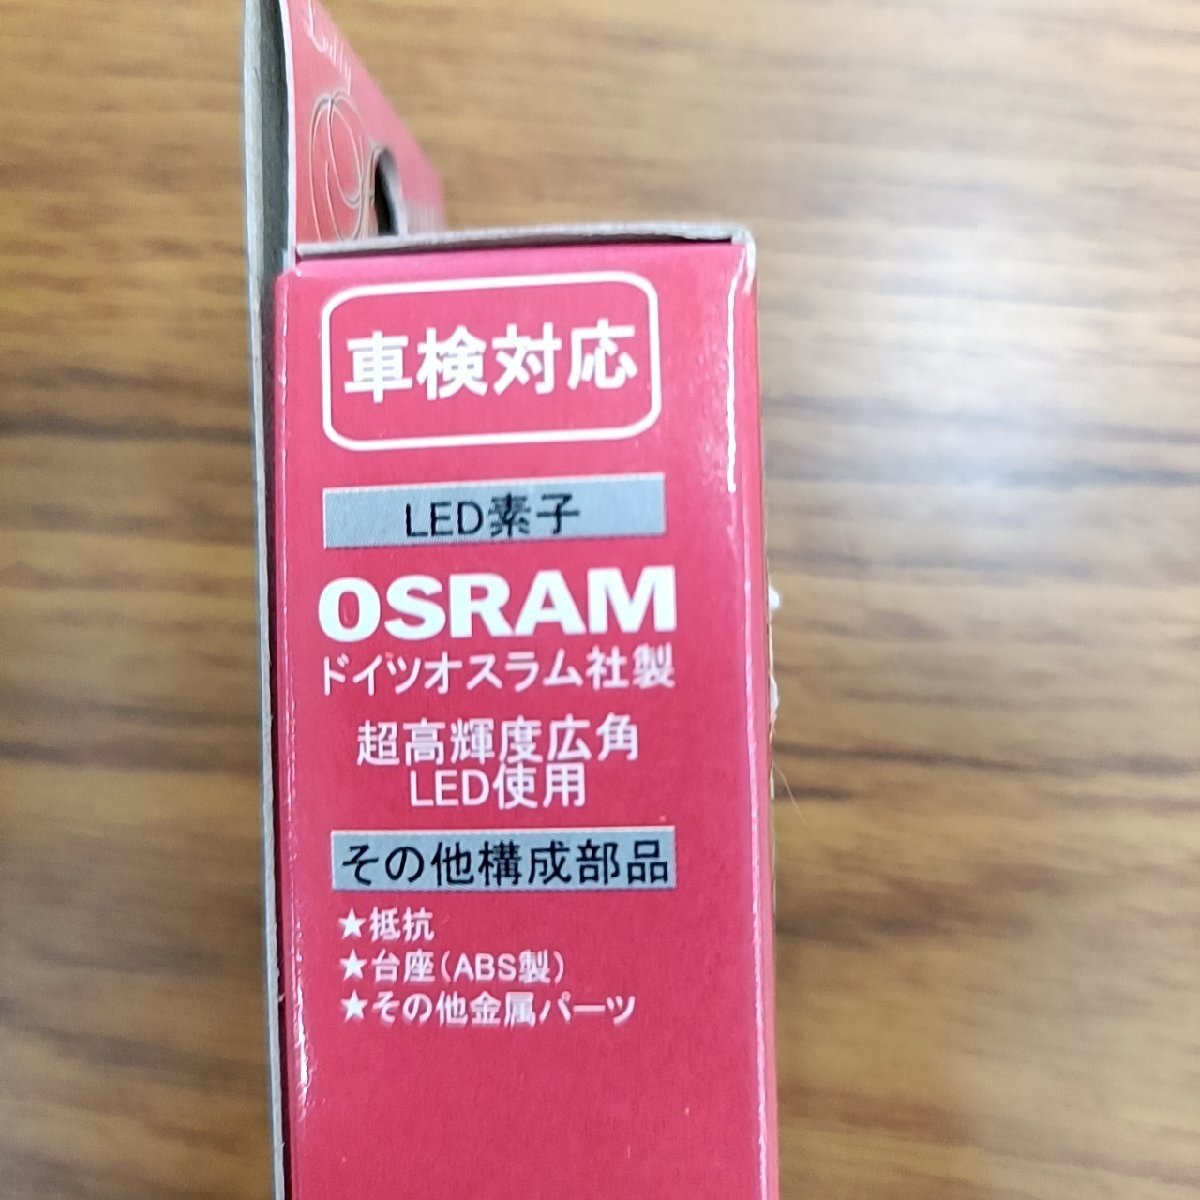 車検対応
LED素子
OSRAM
ドイツオスラム社製
超高輝度広角
LED使用
その他構成部品
★抵抗
★台座(ABS製)
★その他金属パーツ